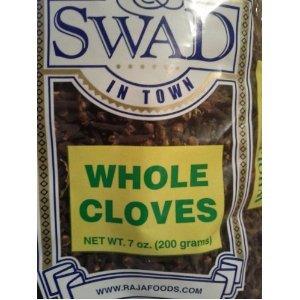 &
SWAD
IN TOWN
WHOLE
CLOVES
NET WT. 7 oz. (200 grams)
WWW.RAJAFOODS.COM